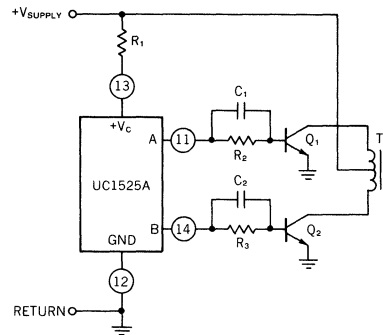 +VSUPPLY
R1
13
+VC
A
11
C1
R2
Q1
T
UC1525A
C2
B
14
R3
Q2
GND
12
RETURN